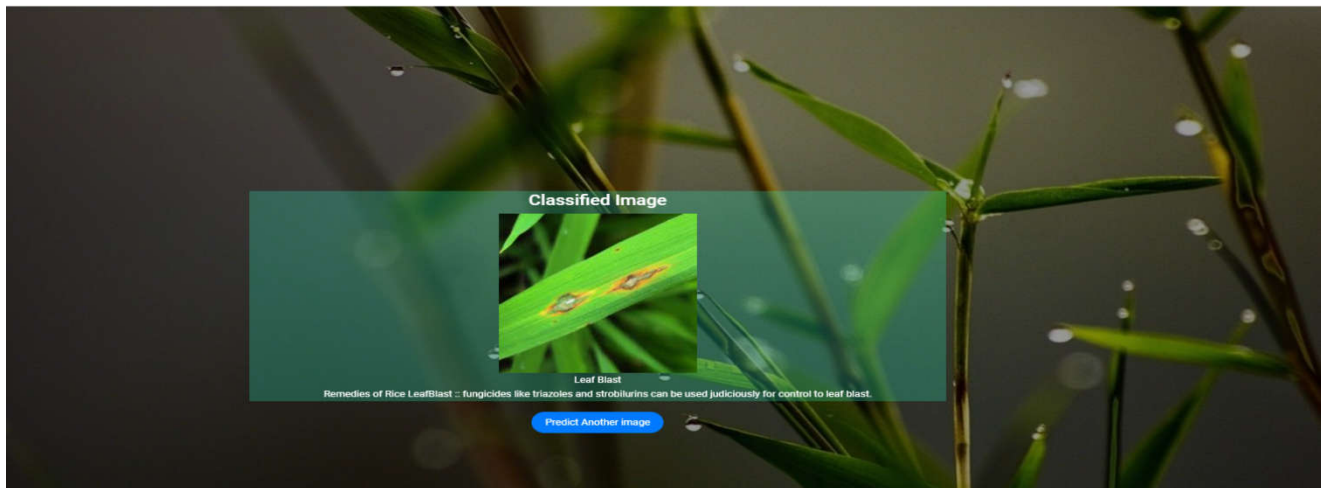 Classified Image
Leaf Blast
Remedies of Rice LeafBlast :: fungicides like triazoles and strobilurins can be used judiciously for control to leaf blast.
Predict Another image